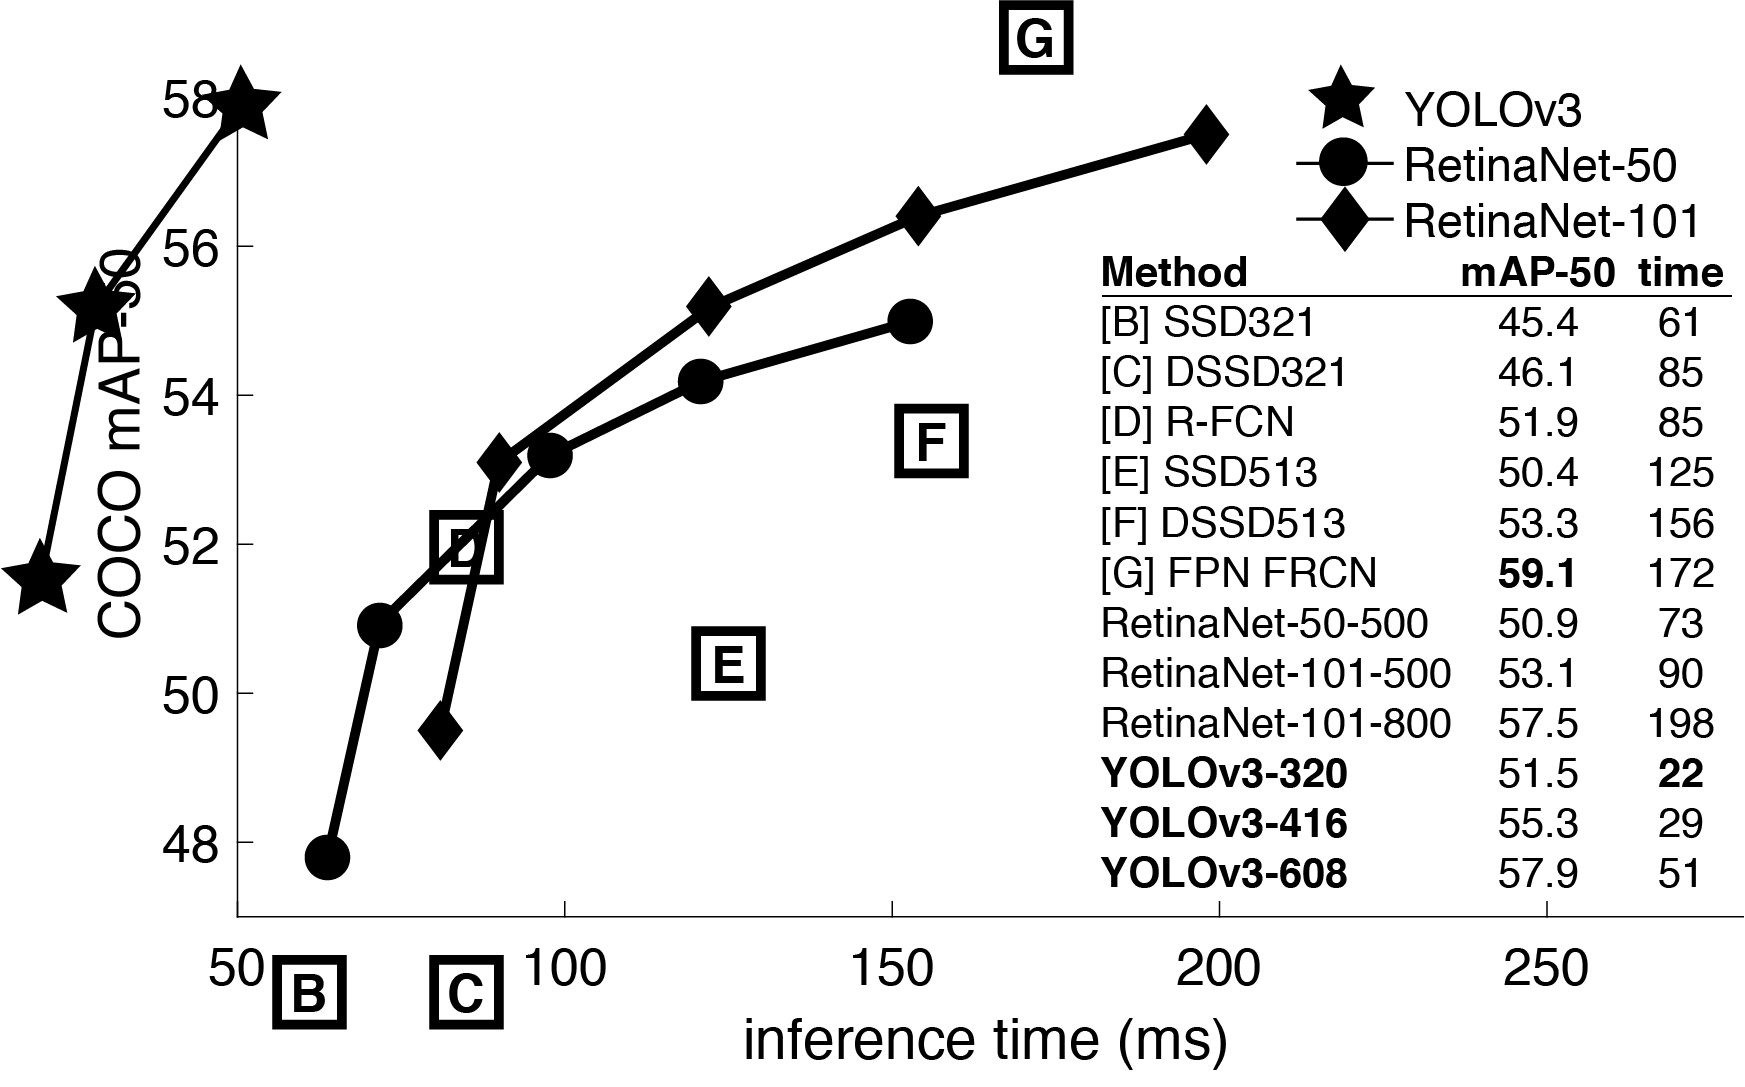 G
58
YOLOv3
RetinaNet-50
RetinaNet-101
56
COCO mAP-50
54
52
50
48
D
E
F
Method mAP-50 time
[B] SSD321 45.4 61
[C] DSSD321 46.1 85
[D] R-FCN 51.9 85
[E] SSD513 50.4 125
[F] DSSD513 53.3 156
[G] FPN FRCN 59.1 172
RetinaNet-50-500 50.9 73
RetinaNet-101-500 53.1 90
RetinaNet-101-800 57.5 198
YOLOv3-320 51.5 22
YOLOv3-416 55.3 29
YOLOv3-608 57.9 51
50 100 150 200 250
B C
inference time (ms)